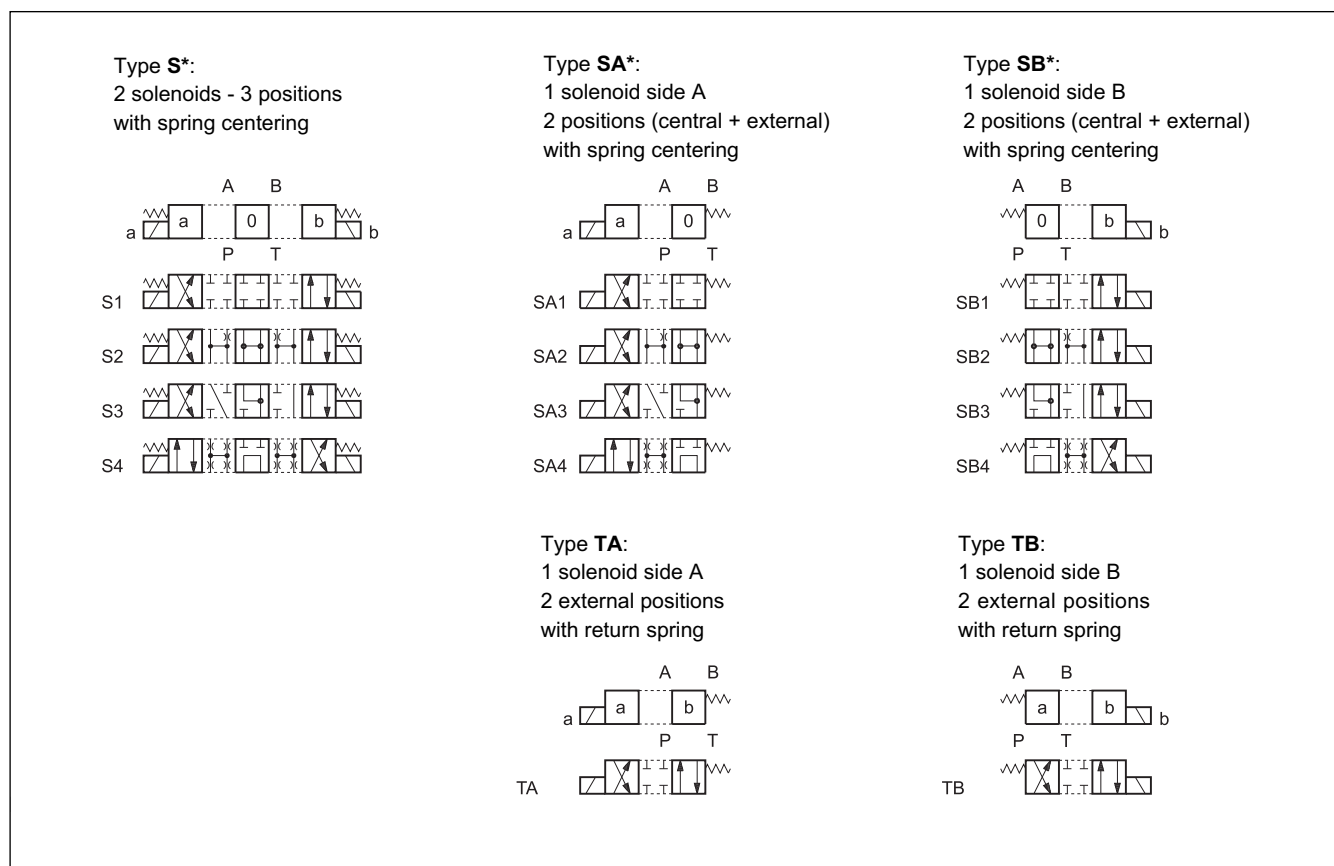 Type S*:
2 solenoids - 3 positions
with spring centering
A B
a a 0 b b
P T
S1
S2
S3
S4
Type SA*:
1 solenoid side A
2 positions (central + external)
with spring centering
A B
a a 0
P T
SA1
SA2
SA3
SA4
Type SB*:
1 solenoid side B
2 positions (central + external)
with spring centering
A B
0 b b
P T
SB1
SB2
SB3
SB4
Type TA:
1 solenoid side A
2 external positions
with return spring
A B
a a b
P T
TA
Type TB:
1 solenoid side B
2 external positions
with return spring
A B
a b b
P T
TB